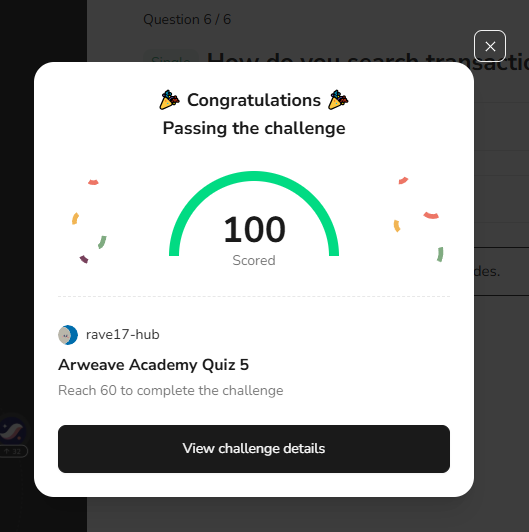 Question 6 / 6
Single
How do you search transactio
Congratulations
Passing the challenge
100
Scored
des.
rave17-hub
Arweave Academy Quiz 5
Reach 60 to complete the challenge
32
View challenge details